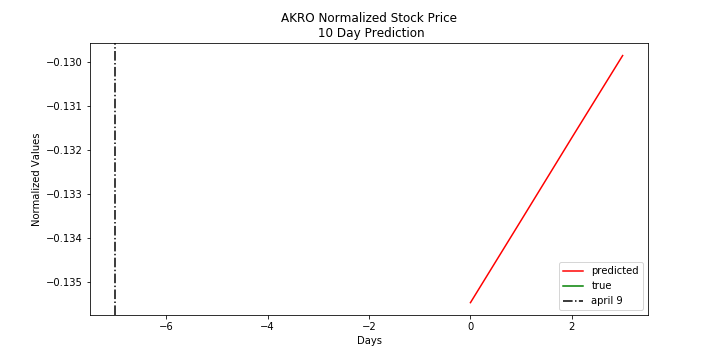 AKRO Normalized Stock Price
10 Day Prediction
−0.130
−0.131
−0.132
−0.133
−0.134
−0.135
Normalized Values
−6
−4
−2
0
2
Days
predicted
true
april 9